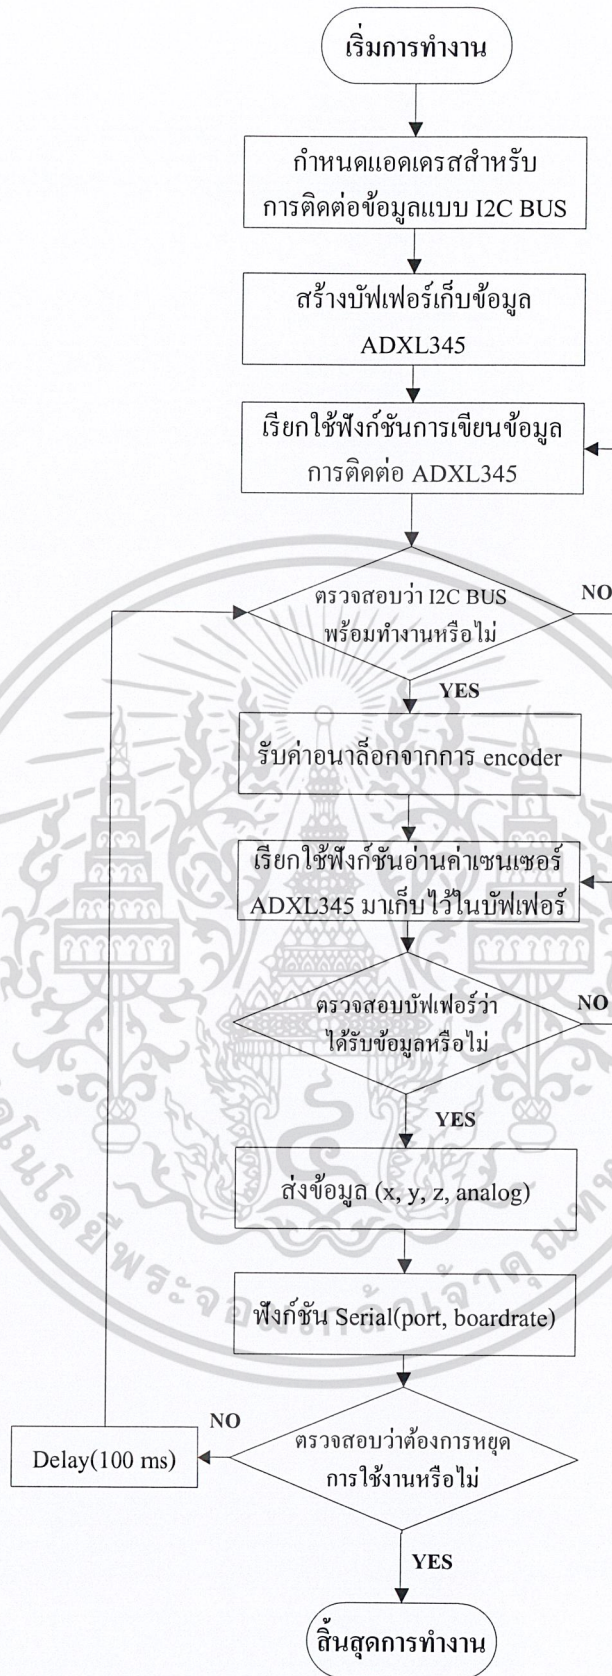 เริ่มการทำงาน
กำหนดแอดเดรสสำหรับ
การติดต่อข้อมูลแบบ I2C BUS
สร้างบัฟเฟอร์เก็บข้อมูล
ADXL345
เรียกใช้ฟังก์ชันการเขียนข้อมูล
การติดต่อ ADXL345
ตรวจสอบว่า I2C BUS
พร้อมทำงานหรือไม่
NO
YES
รับค่าอนาล็อกจากการ encoder
เรียกใช้ฟังก์ชันอ่านค่าเซนเซอร์
ADXL345 มาเก็บไว้ในบัฟเฟอร์
ตรวจสอบบัฟเฟอร์ว่า
ได้รับข้อมูลหรือไม่
NO
YES
ส่งข้อมูล (x, y, z, analog)
ฟังก์ชัน Serial(port, boardrate)
ตรวจสอบว่าต้องการหยุด
การใช้งานหรือไม่
NO
Delay(100 ms)
YES
สิ้นสุดการทำงาน